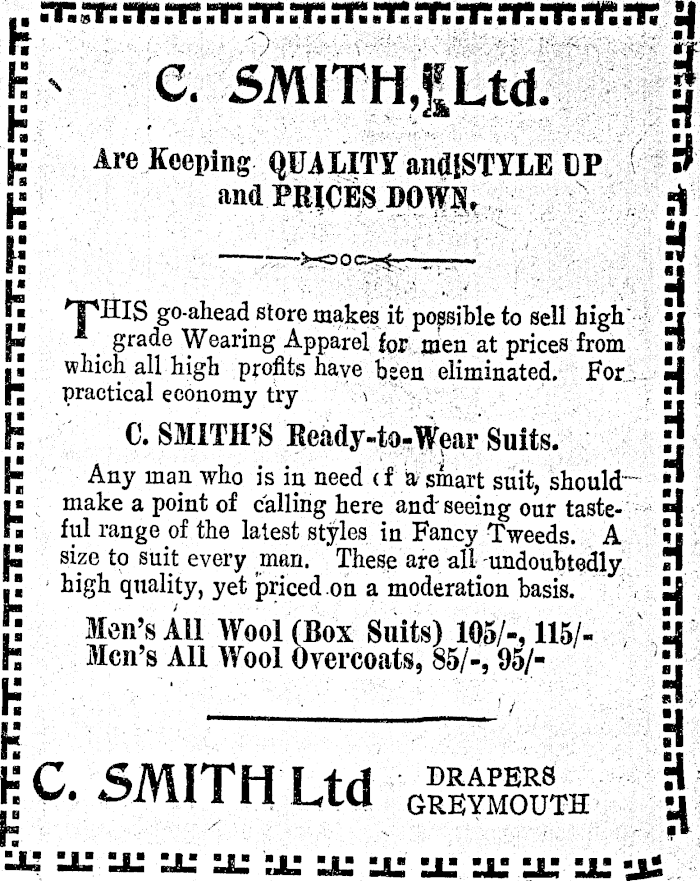 C. SMITH, Ltd.
Are Keeping QUALITY and STYLE UP
and PRICES DOWN.
THIS go-ahead store makes it possible to sell high
grade Wearing Apparel for men at prices from
which all high profits have been eliminated. For
practical economy try
C. SMITH'S Ready-to-Wear Suits.
Any man who is in need of a smart suit, should
make a point of calling here and seeing our taste-
ful range of the latest styles in Fancy Tweeds. A
size to suit every man. These are all undoubtedly
high quality, yet priced on a moderation basis.
Men's All Wool (Box Suits) 105/-, 115/-
Men's All Wool Overcoats, 85/-, 95/-
C. SMITH Ltd DRAPERS
GREYMOUTH